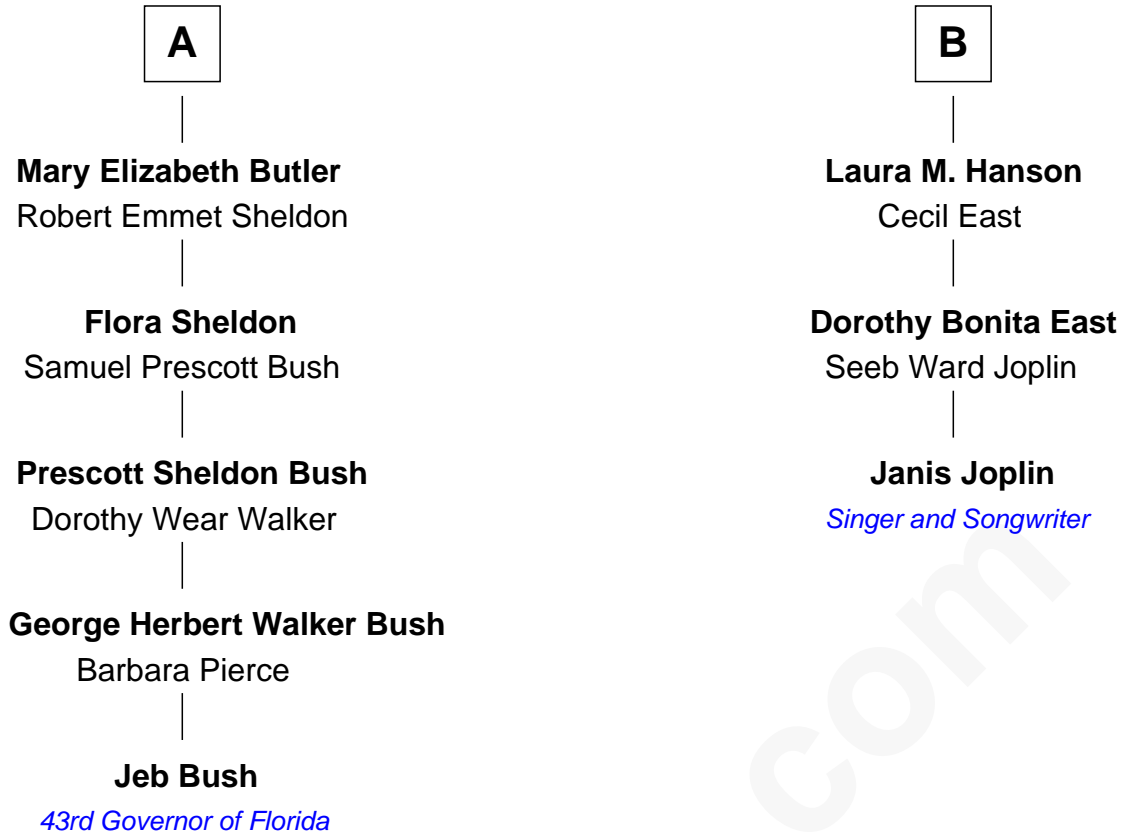 A
Mary Elizabeth Butler
Robert Emmet Sheldon
Flora Sheldon
Samuel Prescott Bush
Prescott Sheldon Bush
Dorothy Wear Walker
George Herbert Walker Bush
Barbara Pierce
Jeb Bush
43rd Governor of Florida
B
Laura M. Hanson
Cecil East
Dorothy Bonita East
Seeb Ward Joplin
Janis Joplin
Singer and Songwriter
com